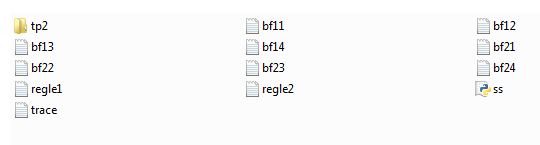 tp2 bf11 bf12
bf13 bf14 bf21
bf22 bf23 bf24
regle1 regle2 ss
trace